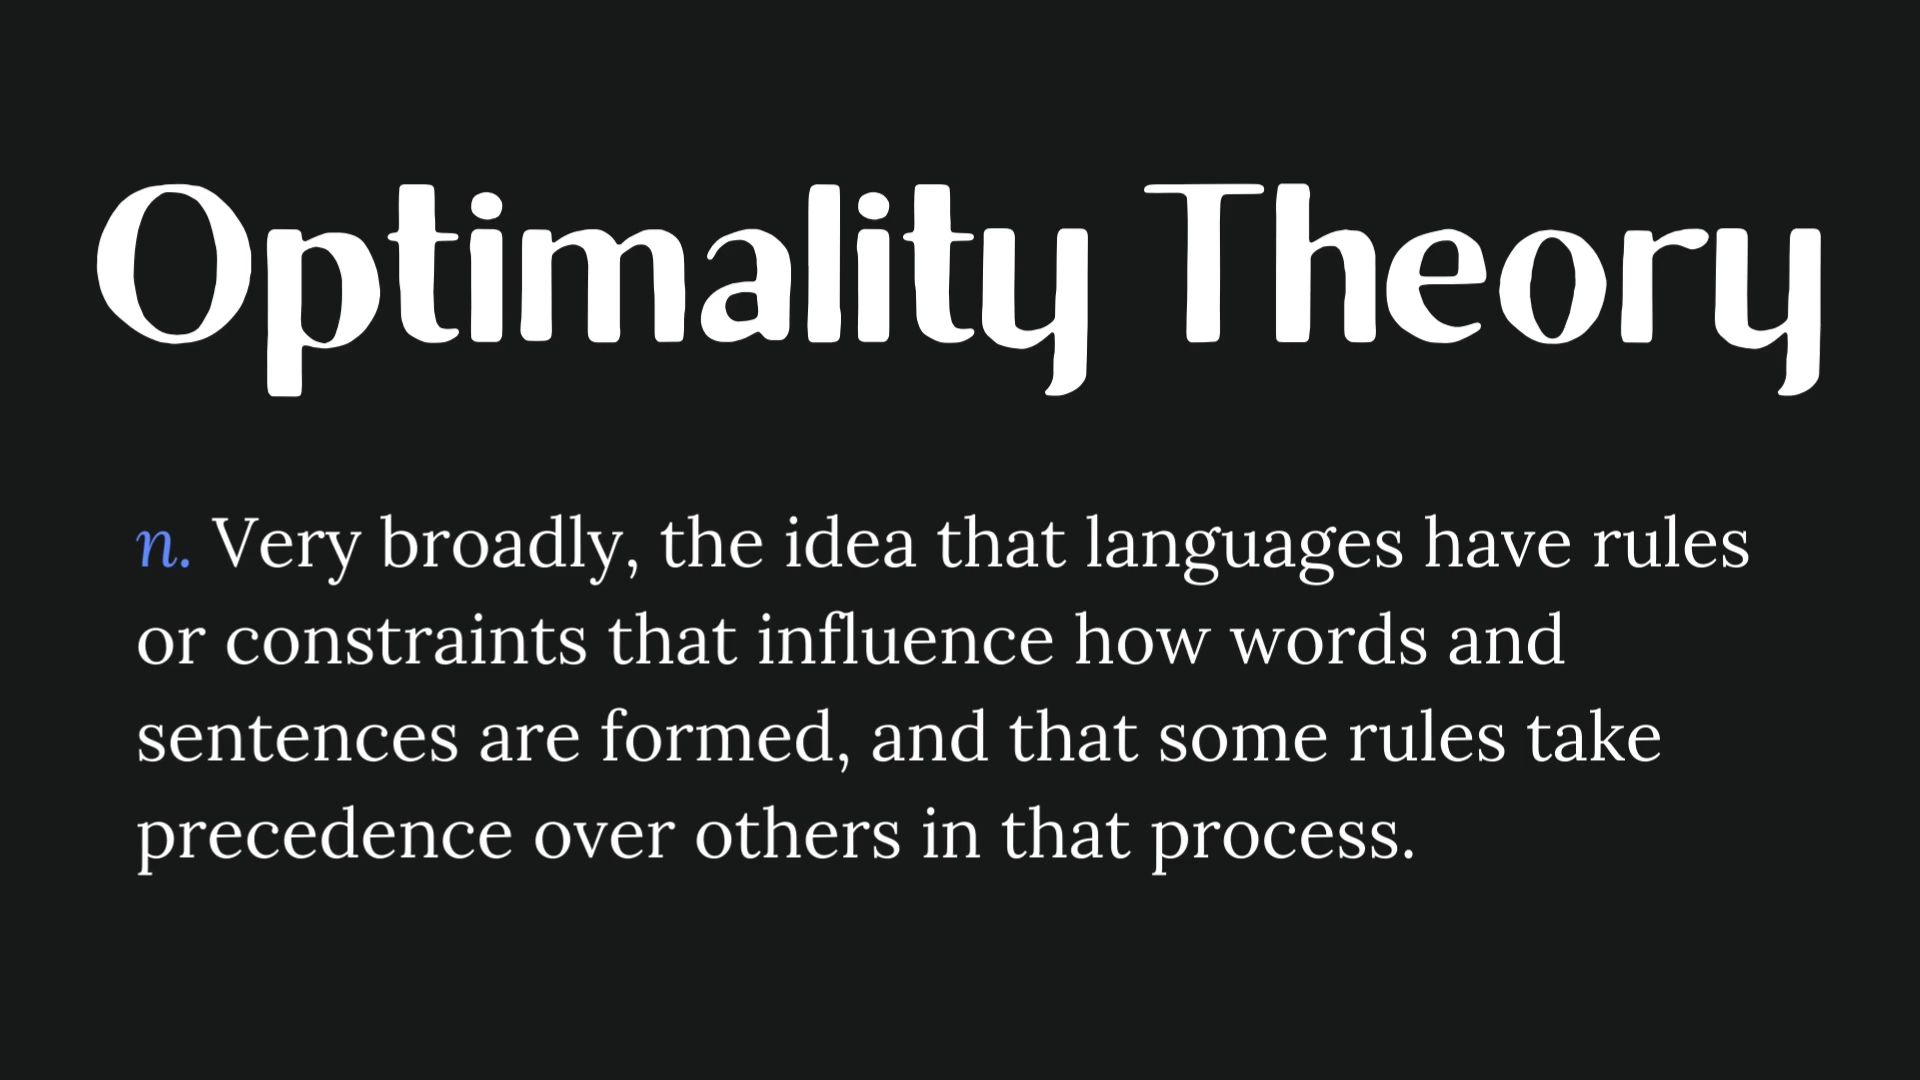 Optimality Theory
n. Very broadly, the idea that languages have rules
or constraints that influence how words and
sentences are formed, and that some rules take
precedence over others in that process.